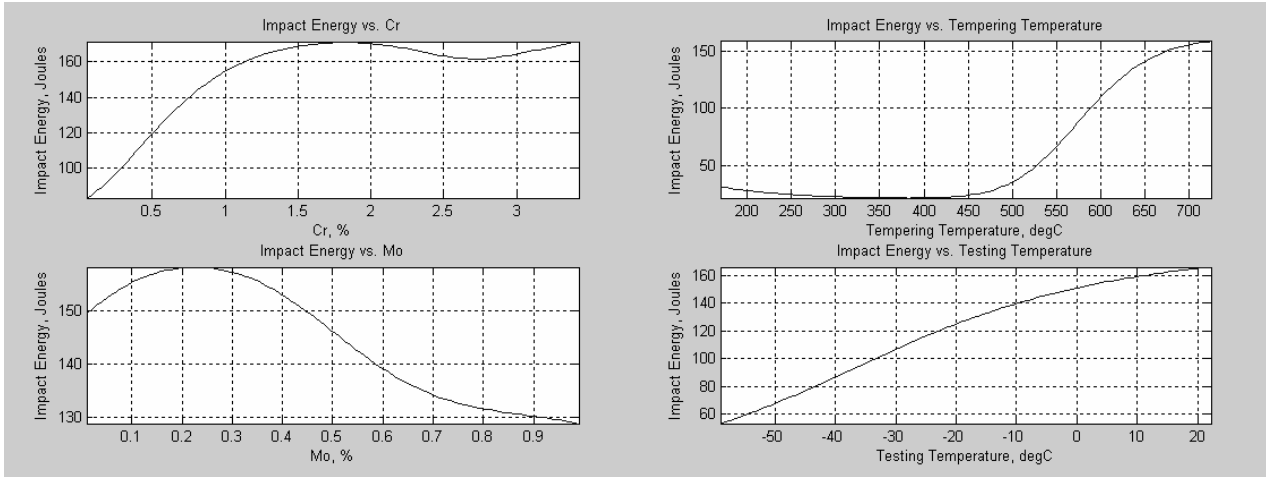 Impact Energy vs. Cr
Impact Energy, Joules
160
140
120
100
0.5 1 1.5 2 2.5 3
Cr, %
Impact Energy vs. Tempering Temperature
Impact Energy, Joules
150
100
50
200 250 300 350 400 450 500 550 600 650 700
Tempering Temperature, degC
Impact Energy vs. Mo
Impact Energy, Joules
150
140
130
0.1 0.2 0.3 0.4 0.5 0.6 0.7 0.8 0.9
Mo, %
Impact Energy vs. Testing Temperature
Impact Energy, Joules
160
140
120
100
80
60
-50 -40 -30 -20 -10 0 10 20
Testing Temperature, degC